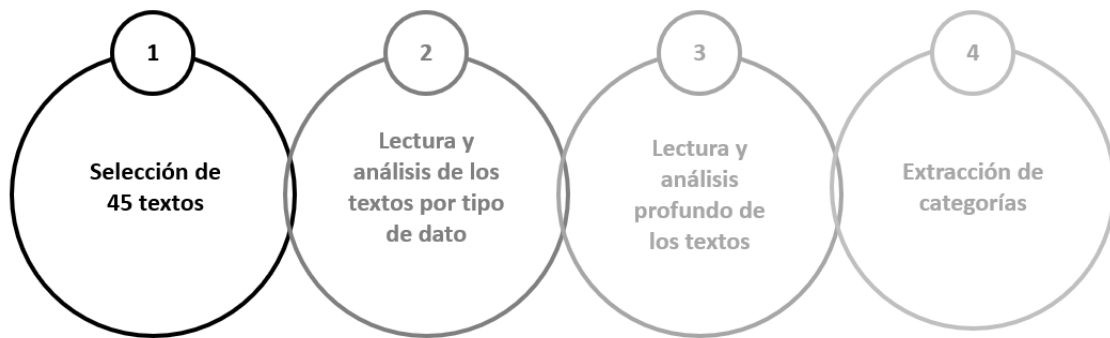 1
Selección de
45 textos
2
Lectura y
análisis de los
textos por tipo
de dato
3
Lectura y
análisis
profundo de
los textos
4
Extracción de
categorías